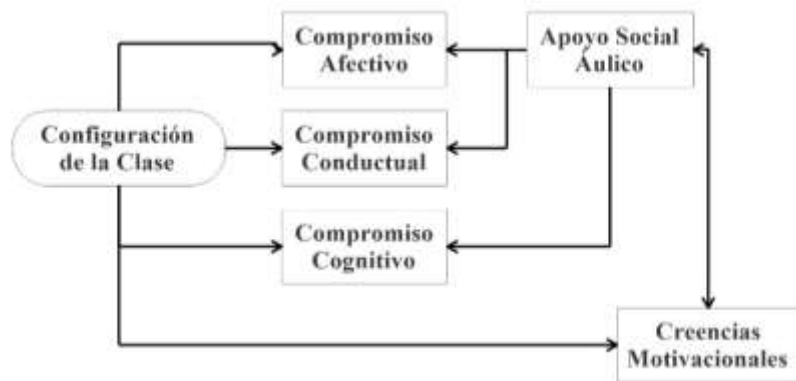 Compromiso
Afectivo
Apoyo Social
Áulico
Configuración
de la Clase
Compromiso
Conductual
Compromiso
Cognitivo
Creencias
Motivacionales